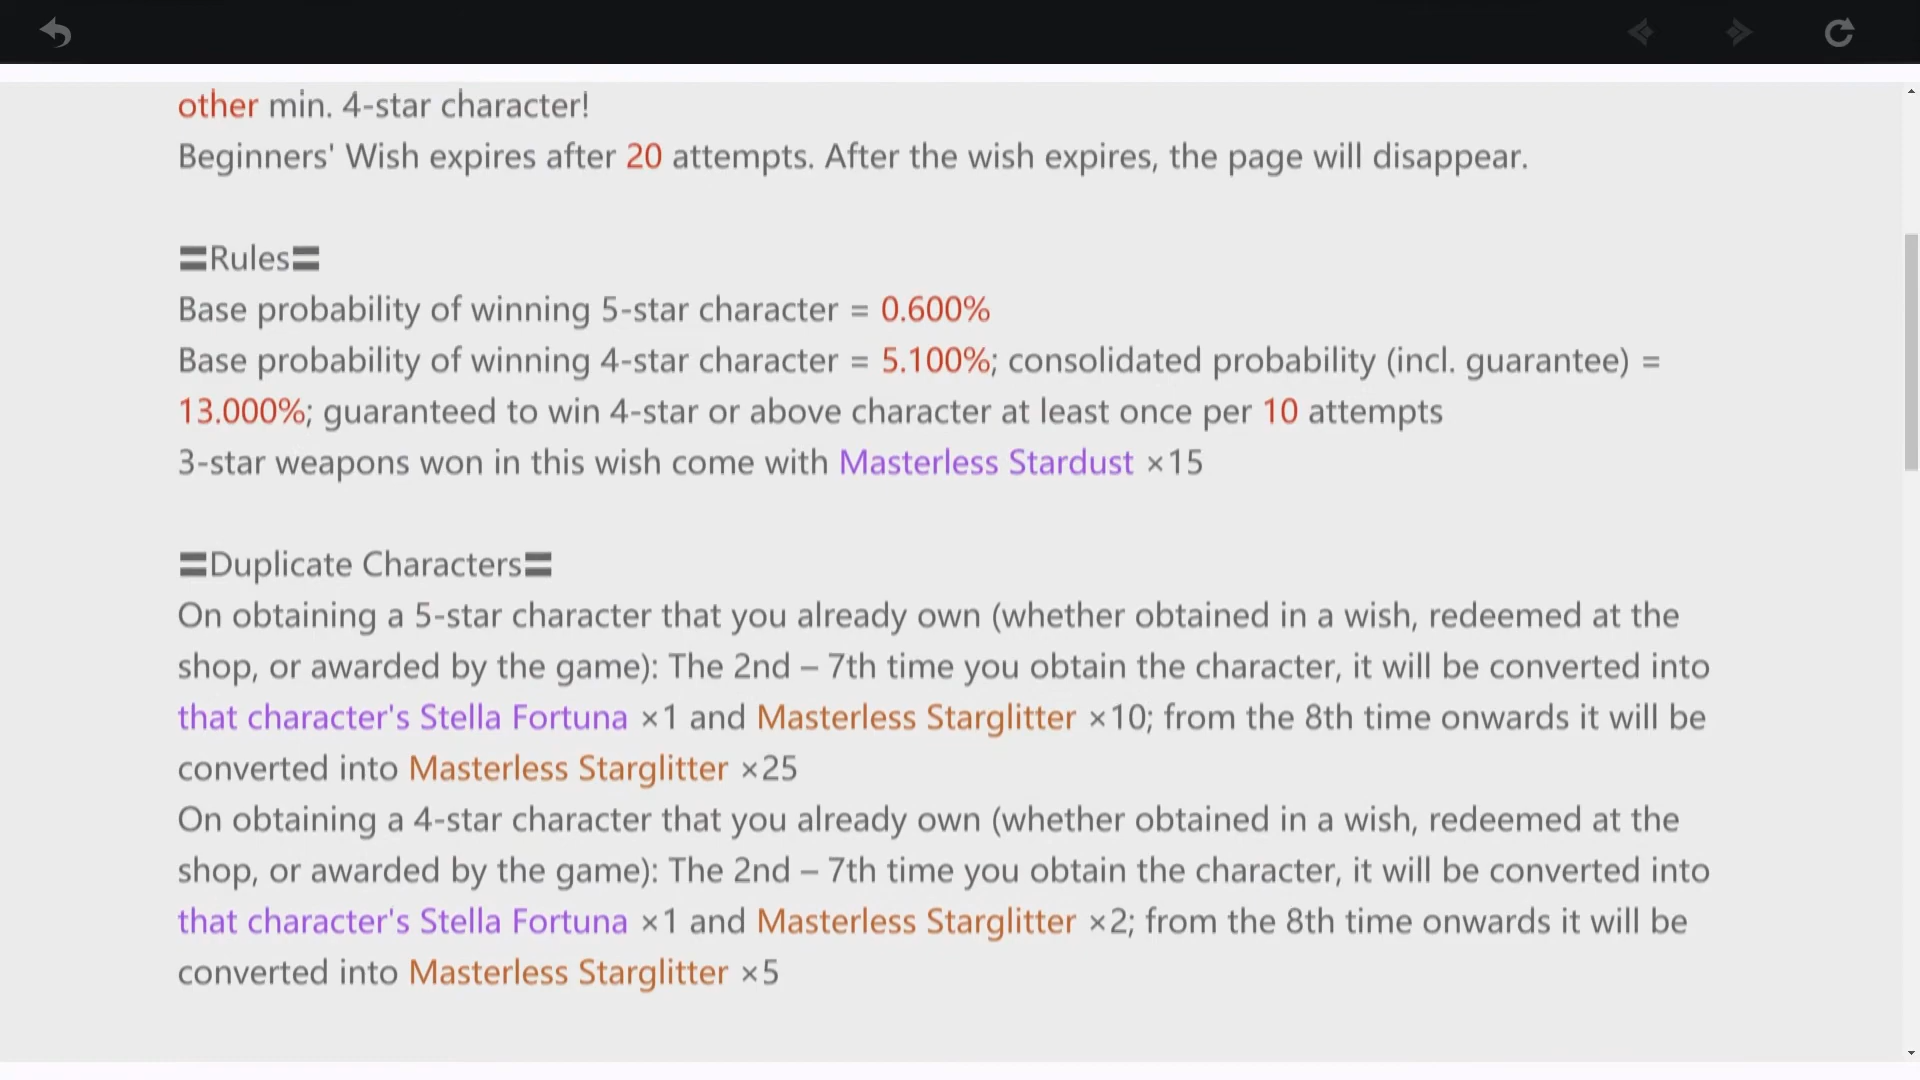 other min. 4-star character!
Beginners' Wish expires after 20 attempts. After the wish expires, the page will disappear.
〓Rules〓
Base probability of winning 5-star character = 0.600%
Base probability of winning 4-star character = 5.100%; consolidated probability (incl. guarantee) =
13.000%; guaranteed to win 4-star or above character at least once per 10 attempts
3-star weapons won in this wish come with Masterless Stardust ×15
〓Duplicate Characters〓
On obtaining a 5-star character that you already own (whether obtained in a wish, redeemed at the
shop, or awarded by the game): The 2nd – 7th time you obtain the character, it will be converted into
that character's Stella Fortuna ×1 and Masterless Starglitter ×10; from the 8th time onwards it will be
converted into Masterless Starglitter ×25
On obtaining a 4-star character that you already own (whether obtained in a wish, redeemed at the
shop, or awarded by the game): The 2nd – 7th time you obtain the character, it will be converted into
that character's Stella Fortuna ×1 and Masterless Starglitter ×2; from the 8th time onwards it will be
converted into Masterless Starglitter ×5